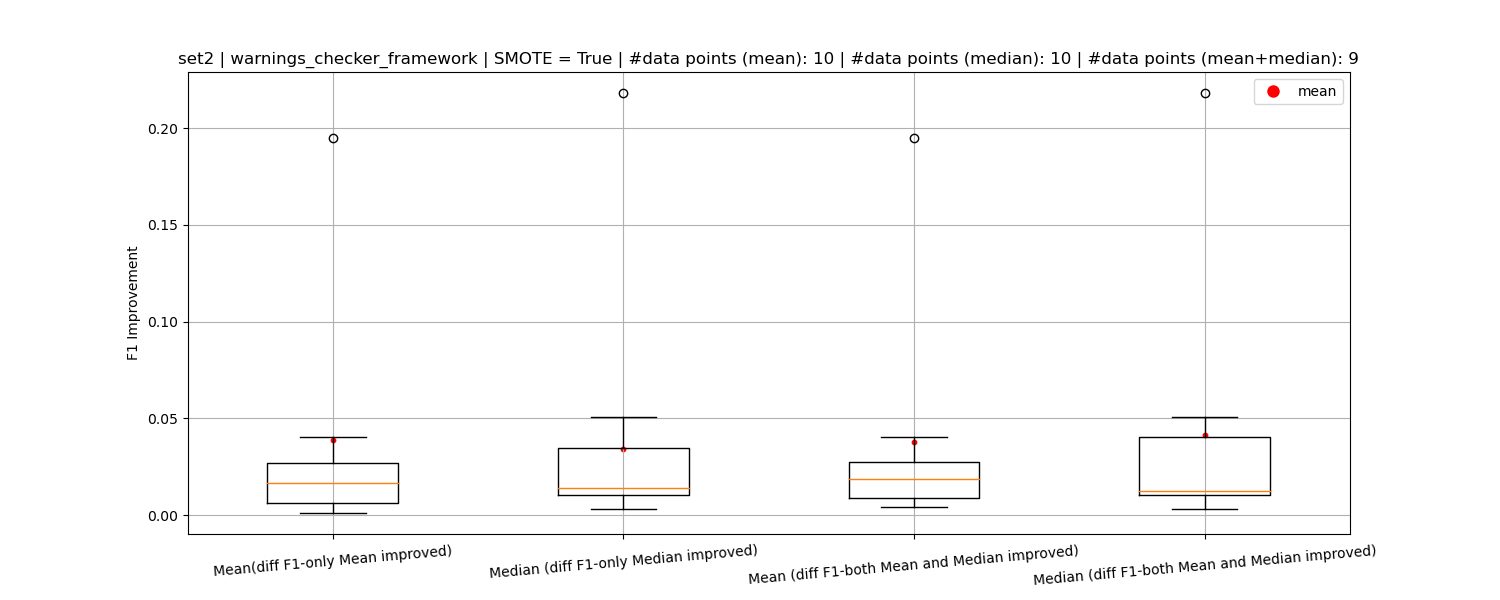 set2 | warnings_checker_framework | SMOTE = True | #data points (mean): 10 | #data points (median): 10 | #data points (mean+median): 9
mean
0.20
0.15
0.10
0.05
0.00
F1 Improvement
Mean(diff F1-only Mean improved)
Median (diff F1-only Median improved)
Mean (diff F1-both Mean and Median improved)
Median (diff F1-both Mean and Median improved)